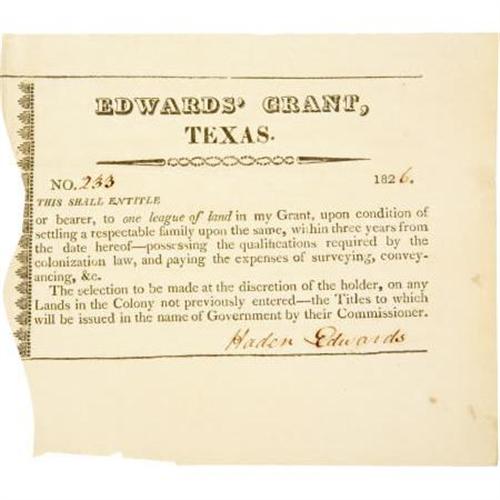 EDWARDS' GRANT,
TEXAS.
NO. 233 1826.
THIS SHALL ENTITLE
or bearer, to one league of land in my Grant, upon condition of
settling a respectable family upon the same, within three years from
the date hereof—possessing the qualifications required by the
colonization law, and paying the expenses of surveying, convey-
ancing, &c.
The selection to be made at the discretion of the holder, on any
Lands in the Colony not previously entered—the Titles to which
will be issued in the name of Government by their Commissioner.
Haden Edwards